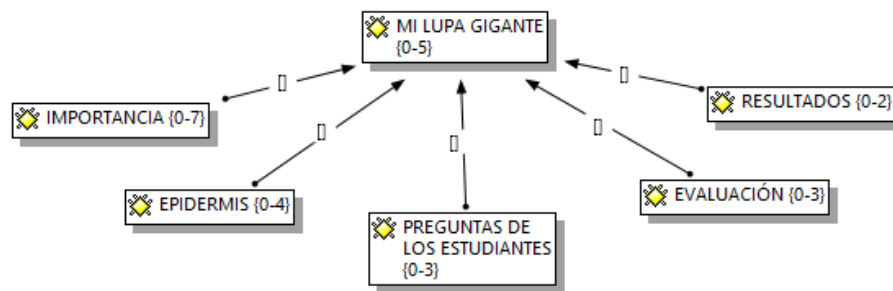 MI LUPA GIGANTE
{0-5}
[]
[]
[]
[]
[]
IMPORTANCIA {0-7}
RESULTADOS {0-2}
EPIDERMIS {0-4}
EVALUACIÓN {0-3}
PREGUNTAS DE
LOS ESTUDIANTES
{0-3}